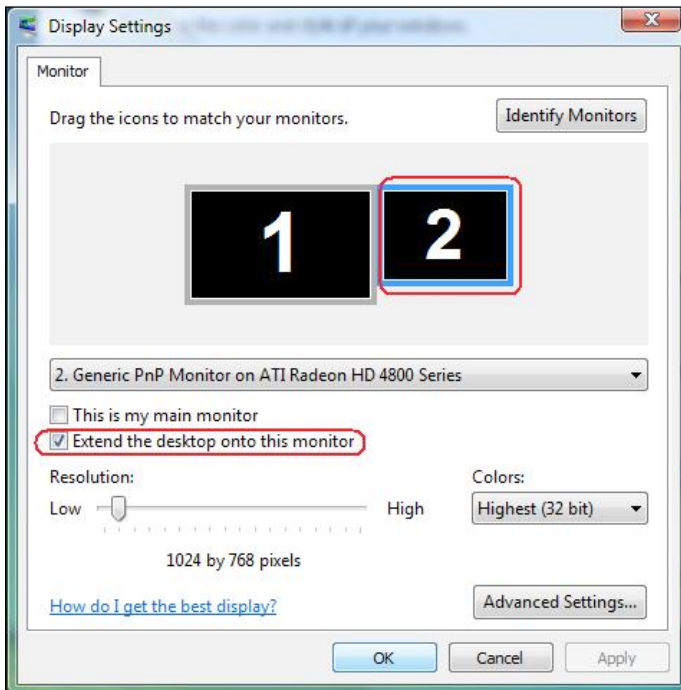 Display Settings
Monitor
Drag the icons to match your monitors.
Identify Monitors
1
2
2. Generic PnP Monitor on ATI Radeon HD 4800 Series
This is my main monitor
Extend the desktop onto this monitor
Resolution:
Colors:
Low
High
Highest (32 bit)
1024 by 768 pixels
How do I get the best display?
Advanced Settings...
OK
Cancel
Apply